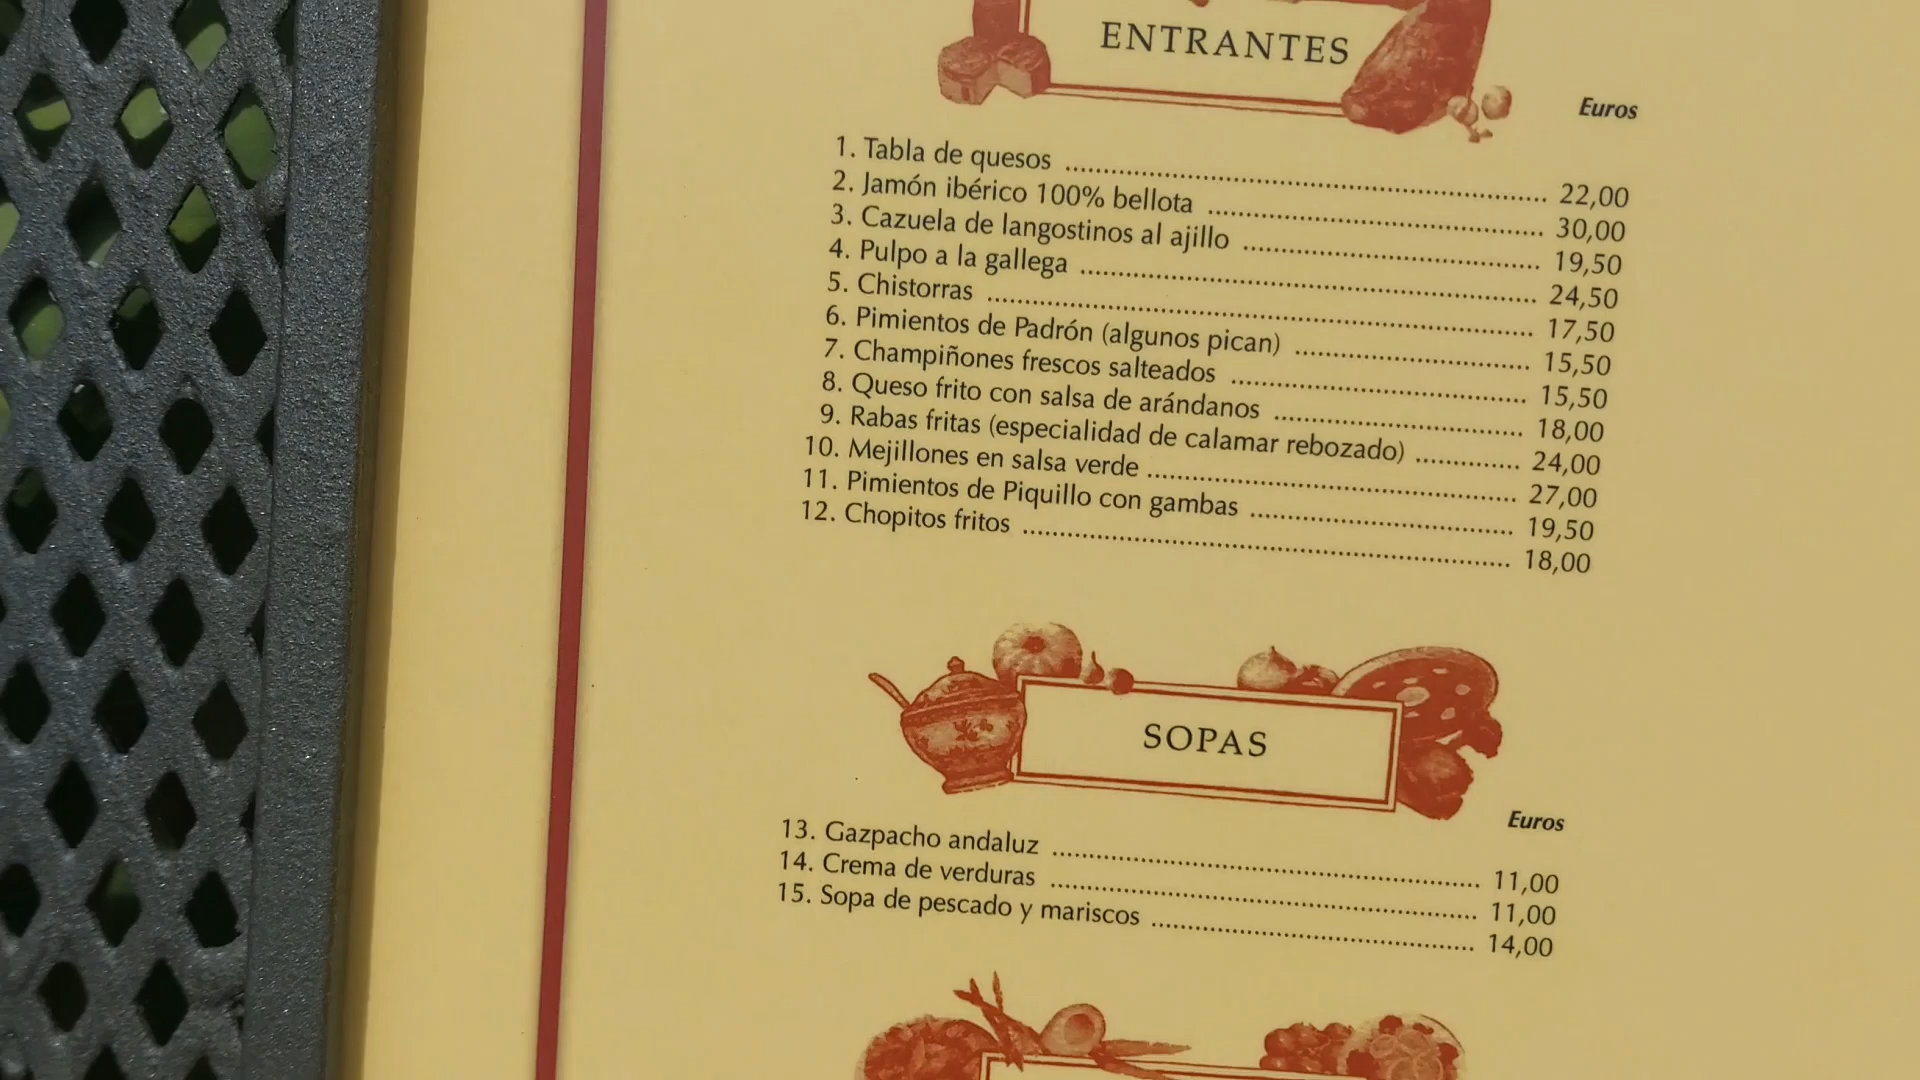 ENTRANTES
Euros
1. Tabla de quesos ........ 22,00
2. Jamón ibérico 100% bellota ........ 30,00
3. Cazuela de langostinos al ajillo ........ 19,50
4. Pulpo a la gallega ........ 24,50
5. Chistorras ........ 17,50
6. Pimientos de Padrón (algunos pican) ........ 15,50
7. Champiñones frescos salteados ........ 15,50
8. Queso frito con salsa de arándanos ........ 18,00
9. Rabas fritas (especialidad de calamar rebozado) ........ 24,00
10. Mejillones en salsa verde ........ 27,00
11. Pimientos de Piquillo con gambas ........ 19,50
12. Chopitos fritos ........ 18,00
SOPAS
Euros
13. Gazpacho andaluz ........ 11,00
14. Crema de verduras ........ 11,00
15. Sopa de pescado y mariscos ........ 14,00